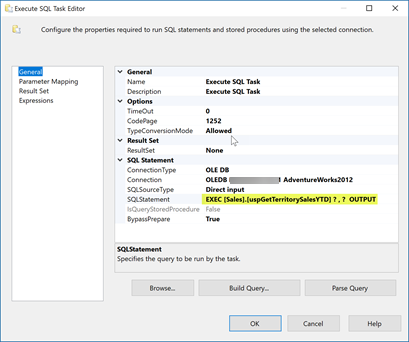 Execute SQL Task Editor
Configure the properties required to run SQL statements and stored procedures using the selected connection.
General
Parameter Mapping
Result Set
Expressions
General
Name Execute SQL Task
Description Execute SQL Task
Options
TimeOut 0
CodePage 1252
TypeConversionMode Allowed
Result Set
ResultSet None
SQL Statement
ConnectionType OLE DB
Connection OLEDB 1 AdventureWorks2012
SQLSourceType Direct input
SQLStatement EXEC [Sales].[uspGetTerritorySalesYTD] ? , ? OUTPUT
IsQueryStoredProcedure False
BypassPrepare True
SQLStatement
Specifies the query to be run by the task.
Browse... Build Query... Parse Query
OK Cancel Help